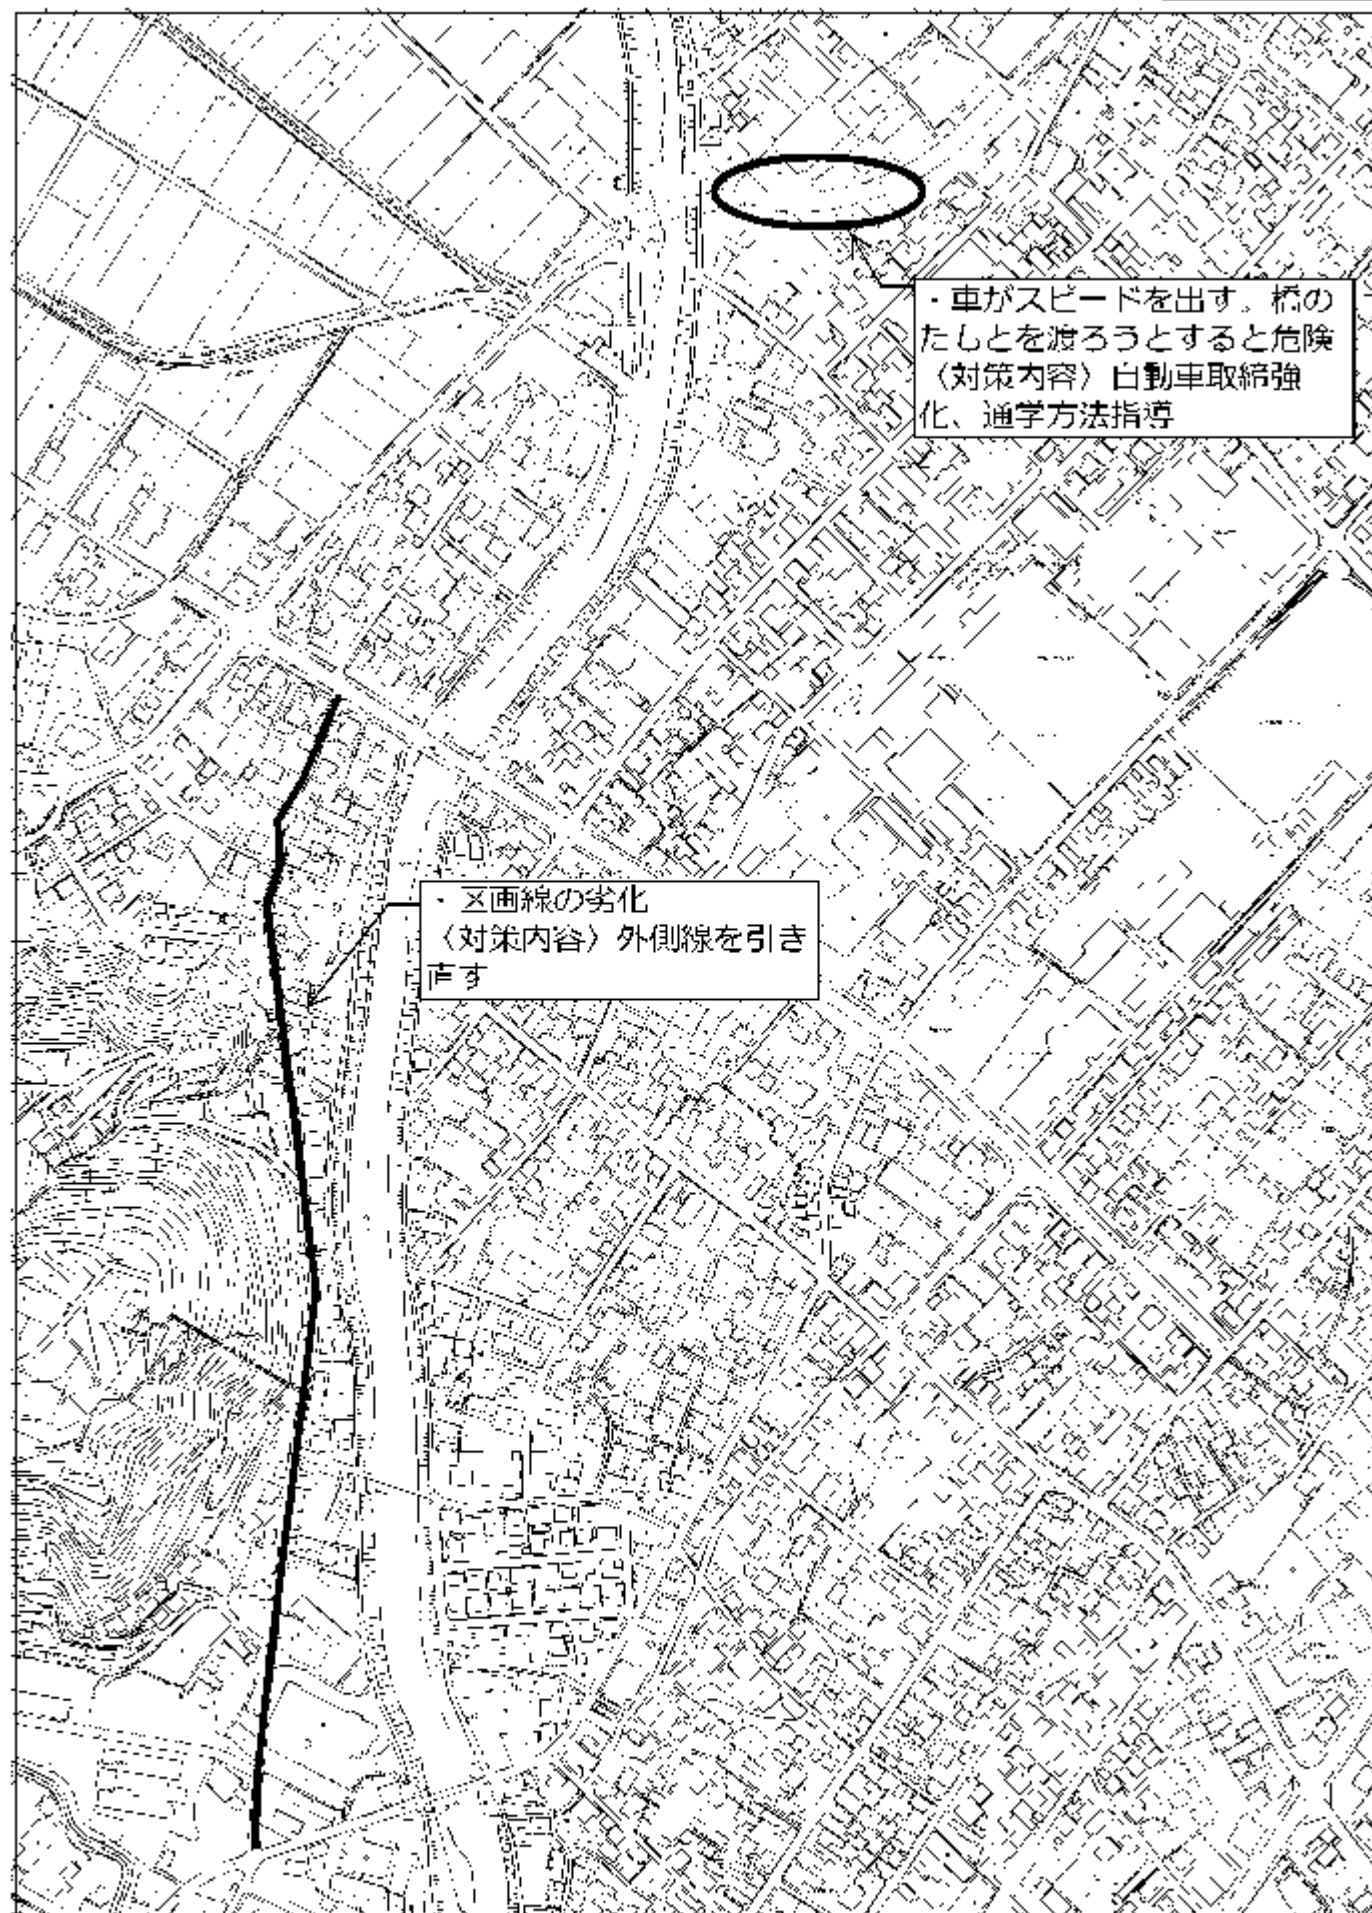 ・車がスピードを出す。橋の
たもとを渡ろうとすると危険
（対策内容）自動車取締強
化、通学方法指導
・区画線の劣化
（対策内容）外側線を引き
直す